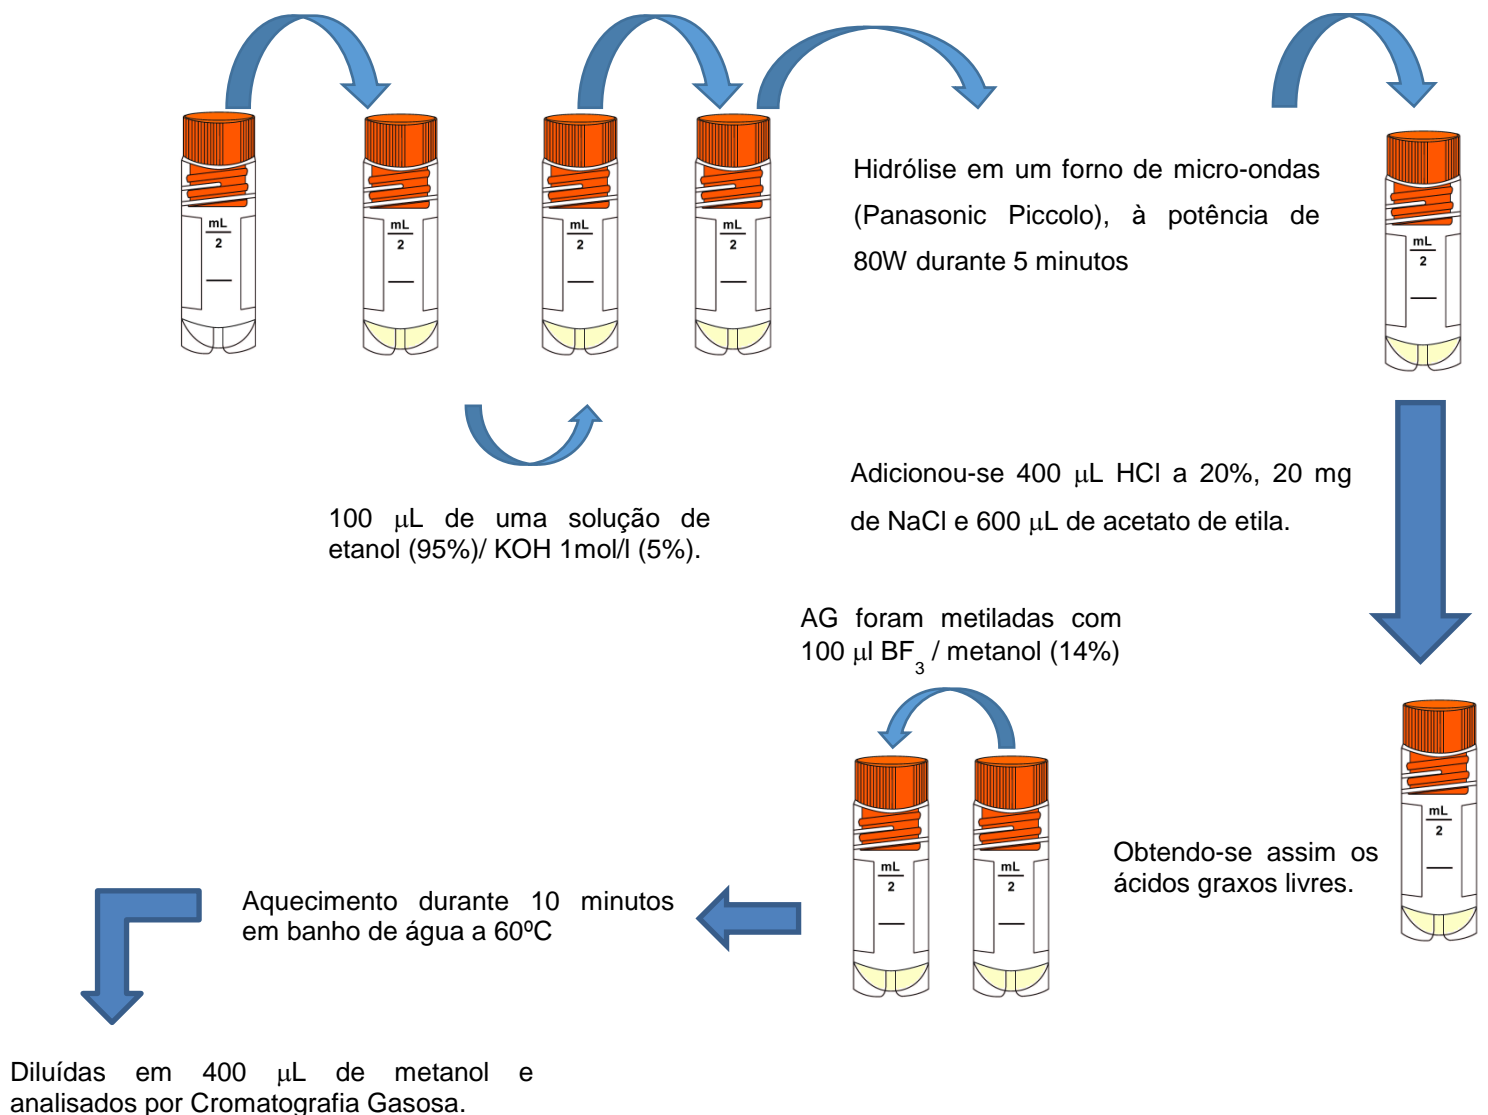 mL
2
mL
2
mL
2
mL
2
Hidrólise em um forno de micro-ondas
(Panasonic Piccolo), à potência de
80W durante 5 minutos
mL
2
100 μL de uma solução de
etanol (95%)/ KOH 1mol/l (5%).
Adicionou-se 400 μL HCl a 20%, 20 mg
de NaCl e 600 μL de acetato de etila.
AG foram metiladas com
100 μl BF3 / metanol (14%)
mL
2
mL
2
mL
2
Obtendo-se assim os
ácidos graxos livres.
Aquecimento durante 10 minutos
em banho de água a 60ºC
Diluídas em 400 μL de metanol e
analisados por Cromatografia Gasosa.